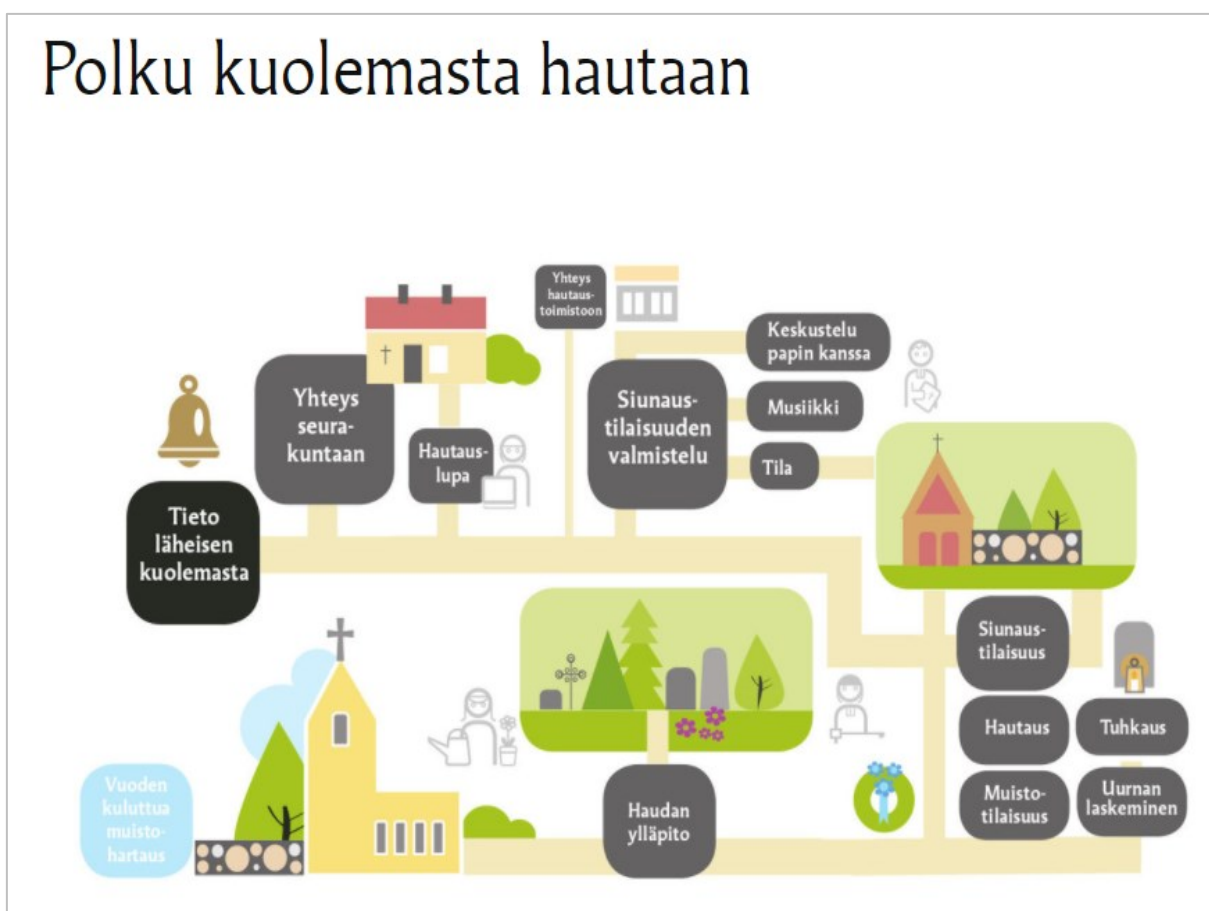 Polku kuolemasta hautaan
Yhteys
hautaus-
toimistoon
Keskustelu
papin kanssa
Yhteys
seura-
kuntaan
Siunaus-
tilaisuuden
valmistelu
Musiikki
Hautaus-
lupa
Tila
Tieto
läheisen
kuolemasta
Siunaus-
tilaisuus
Hautaus
Tuhkaus
Muisto-
tilaisuus
Uurnan
laskeminen
Haudan
ylläpito
Vuoden
kuluttua
muisto-
hartaus